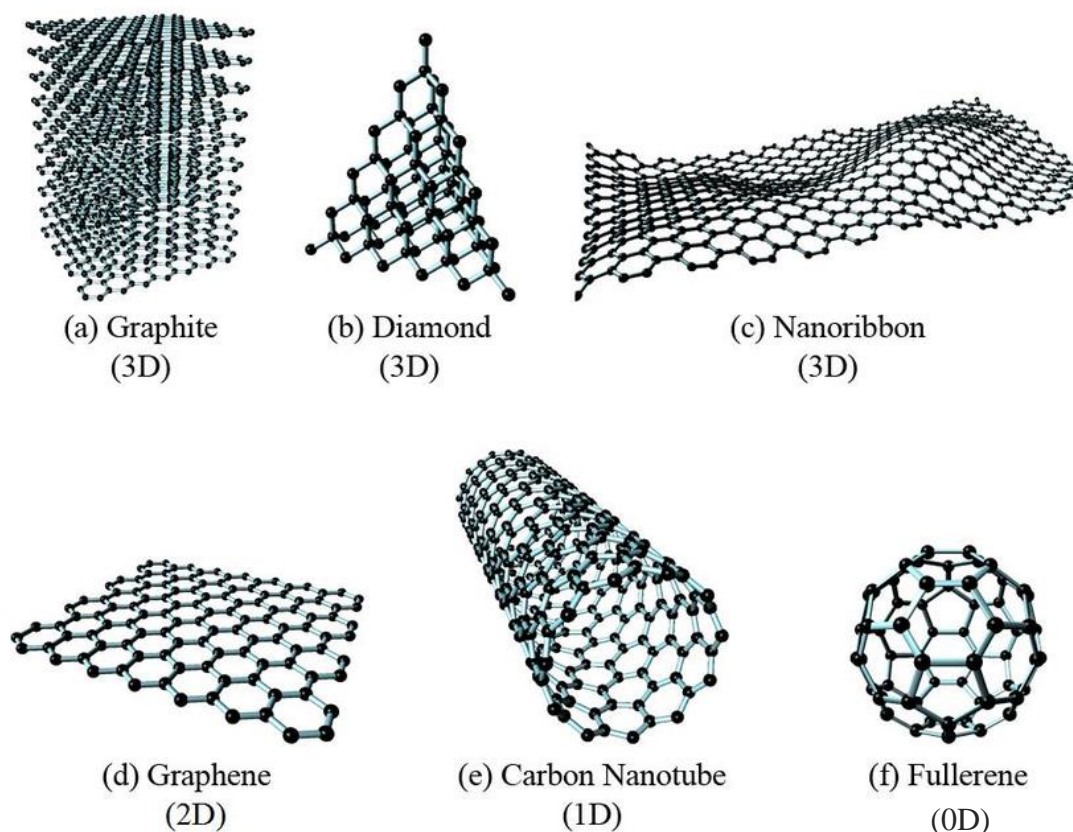 (a) Graphite
(3D)
(b) Diamond
(3D)
(c) Nanoribbon
(3D)
(d) Graphene
(2D)
(e) Carbon Nanotube
(1D)
(f) Fullerene
(0D)